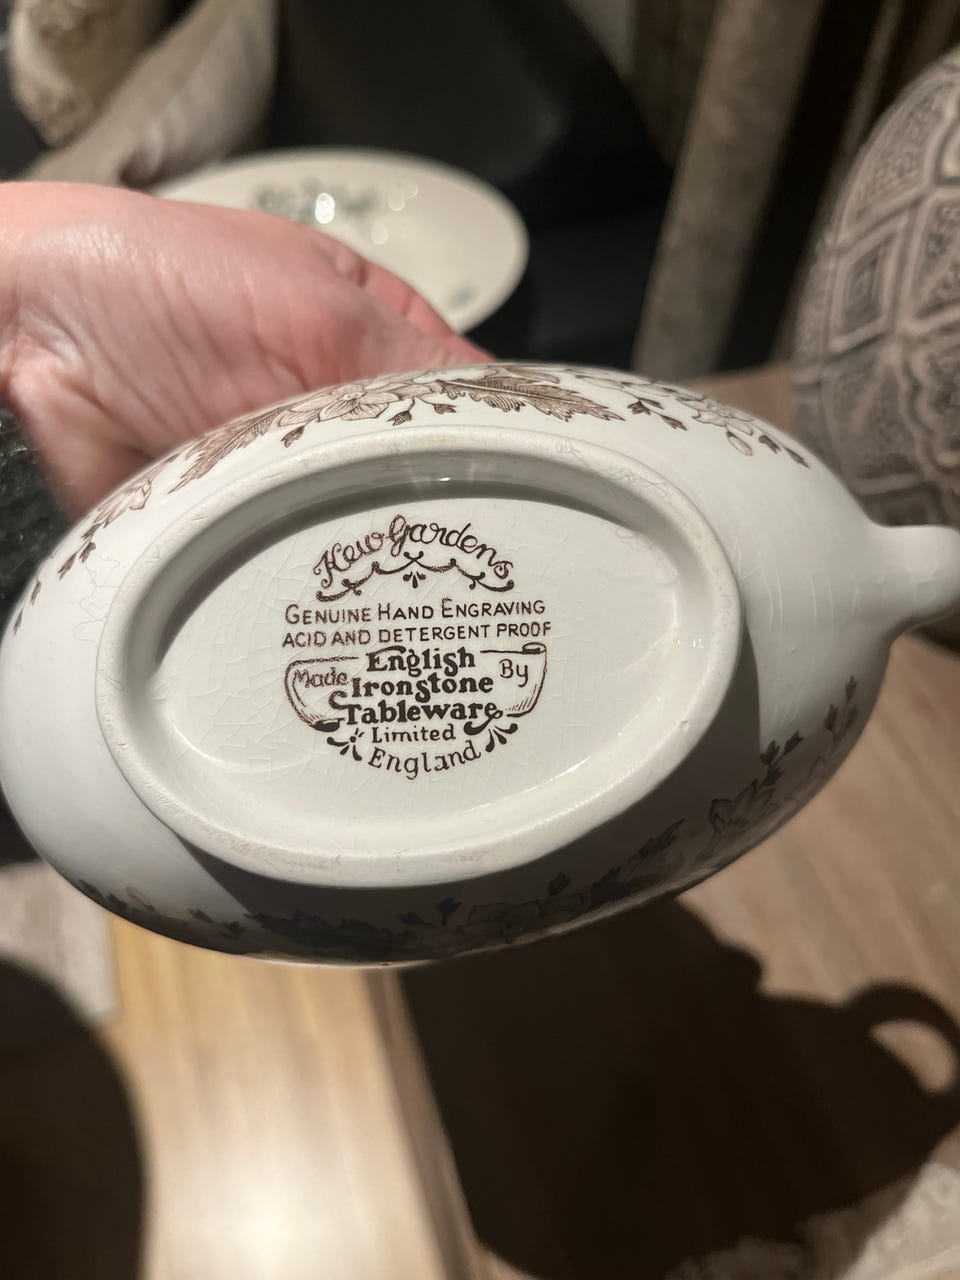 Kew Gardens
GENUINE HAND ENGRAVING
ACID AND DETERGENT PROOF
Made English By
Ironstone
Tableware
Limited
England